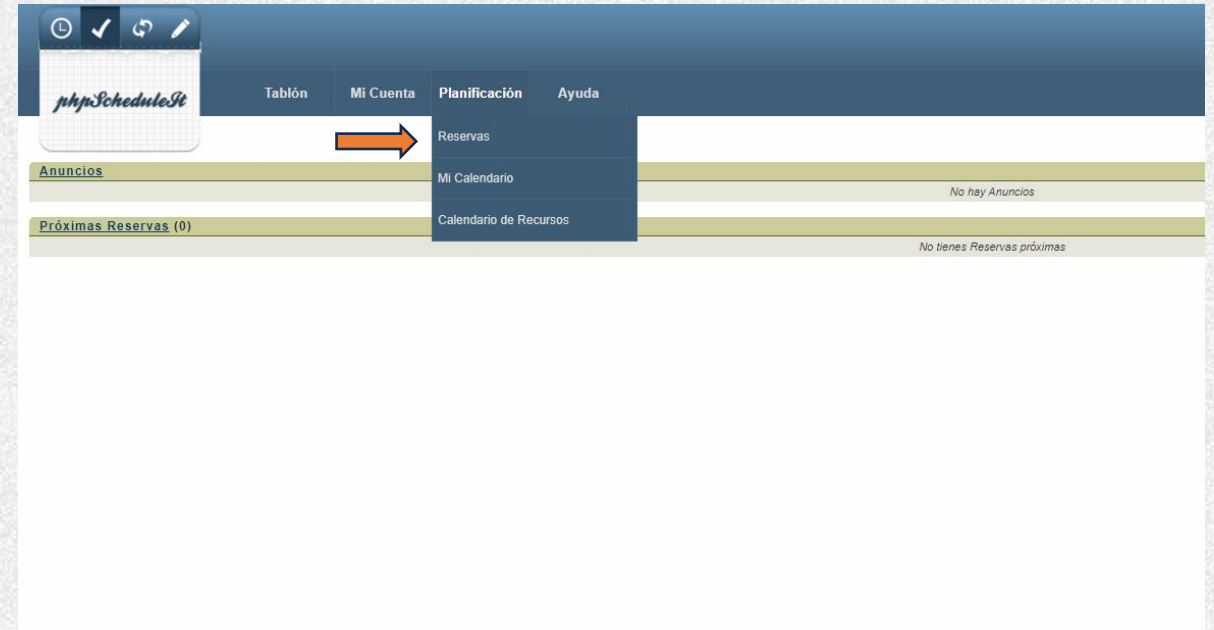 phpScheduleIt
Tablón Mi Cuenta Planificación Ayuda
Reservas
Mi Calendario
Calendario de Recursos
Anuncios
No hay Anuncios
Próximas Reservas (0)
No tienes Reservas próximas